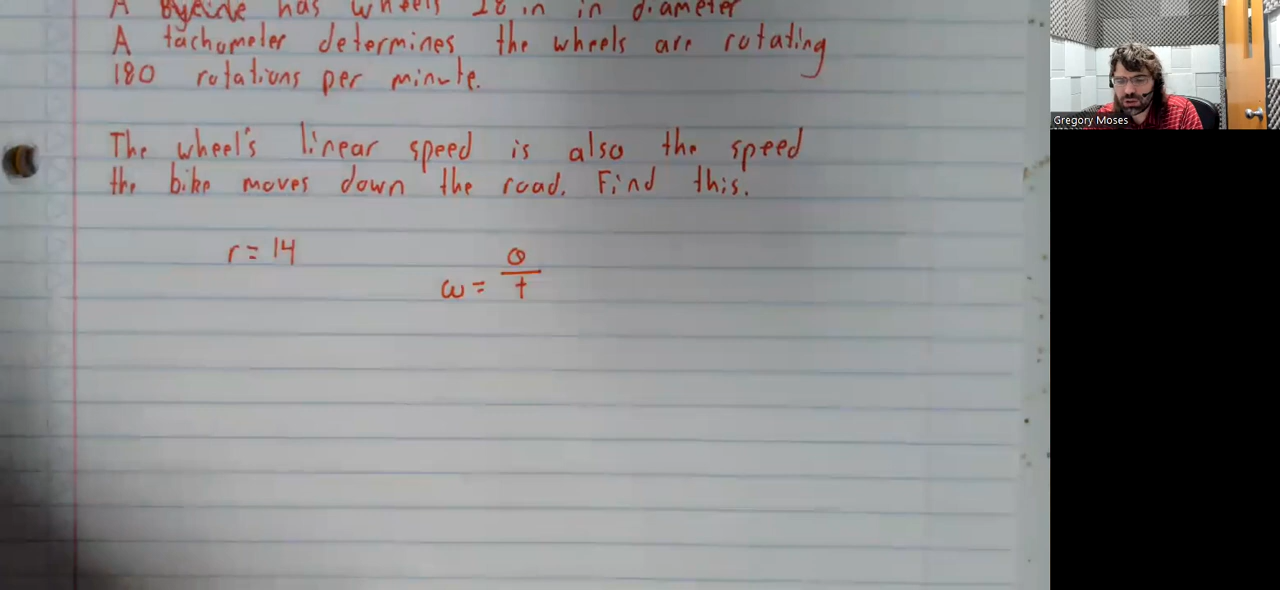 A Bycicle has wheels 28 in in diameter
A tachometer determines the wheels are rotating
180 rotations per minute.
The wheel's linear speed is also the speed
the bike moves down the road. Find this.
r = 14
ω = θ / t
Gregory Moses